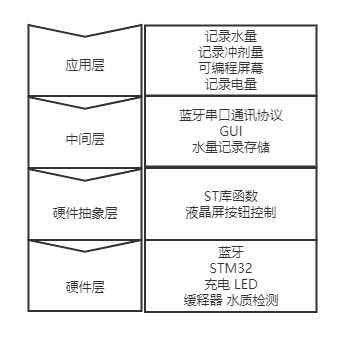 应用层
记录水量
记录冲剂量
可编程屏幕
记录电量
中间层
蓝牙串口通讯协议
GUI
水量记录存储
硬件抽象层
ST库函数
液晶屏按钮控制
硬件层
蓝牙
STM32
充电 LED
缓释器 水质检测